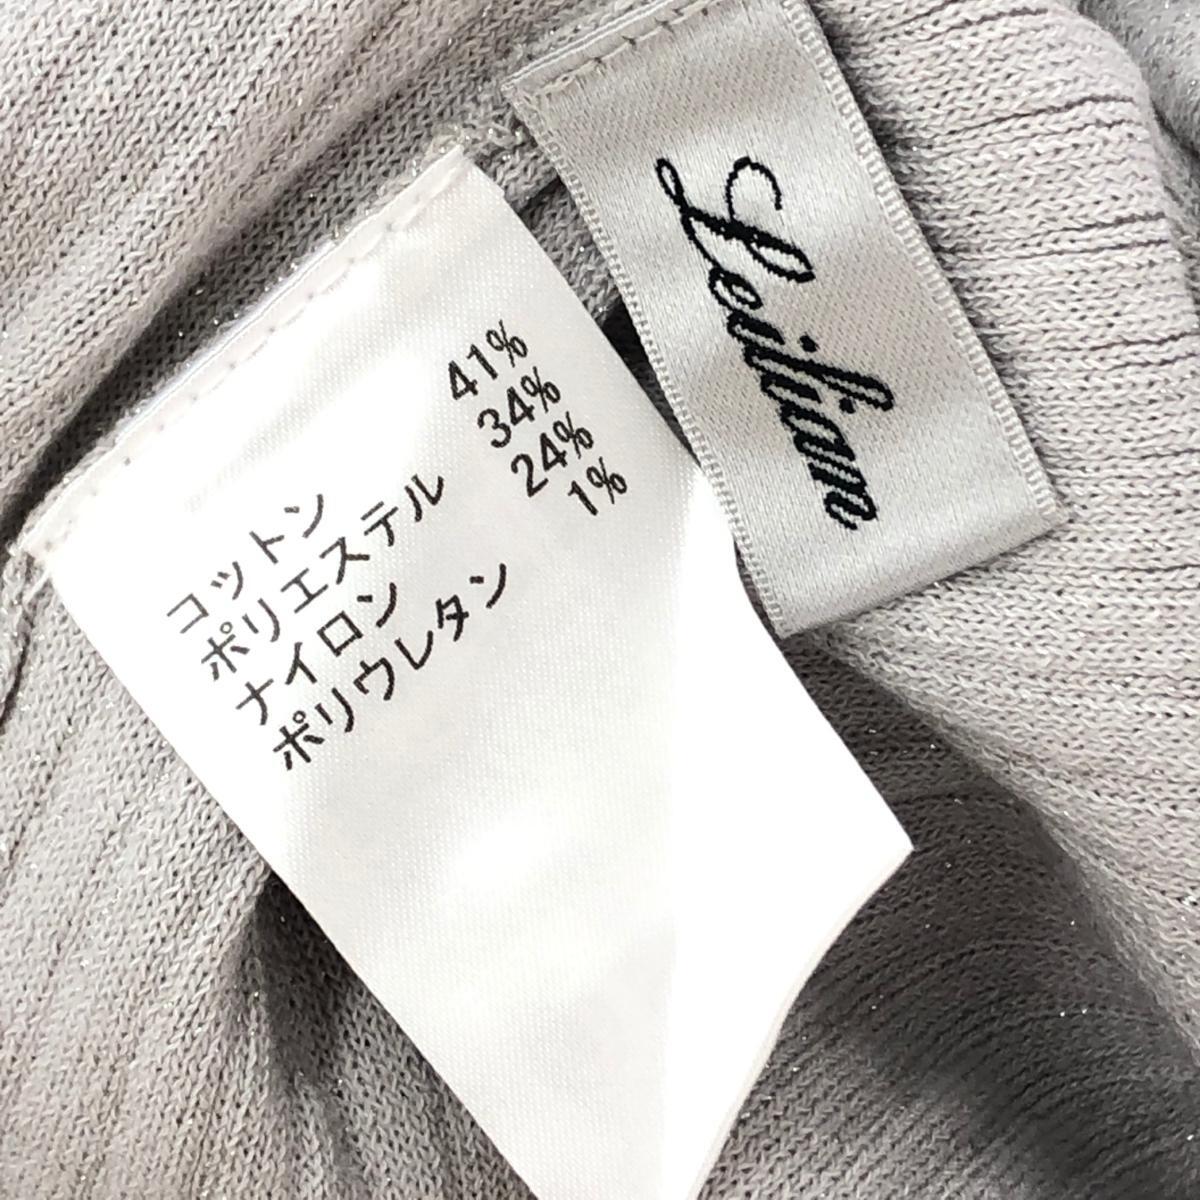 Leilian
コットン 41%
ポリエステル 34%
ナイロン 24%
ポリウレタン 1%